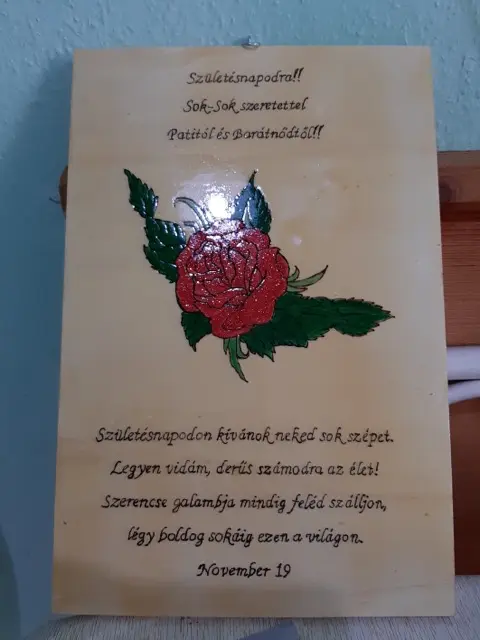 Születésnapodra!!
Sok-Sok szeretettel
Patitól és Barátnődtől!!
Születésnapodon kívánok neked sok szépet.
Legyen vidám, derűs számodra az élet!
Szerencse galambja mindig feléd szálljon,
légy boldog sokáig ezen a világon.
November 19